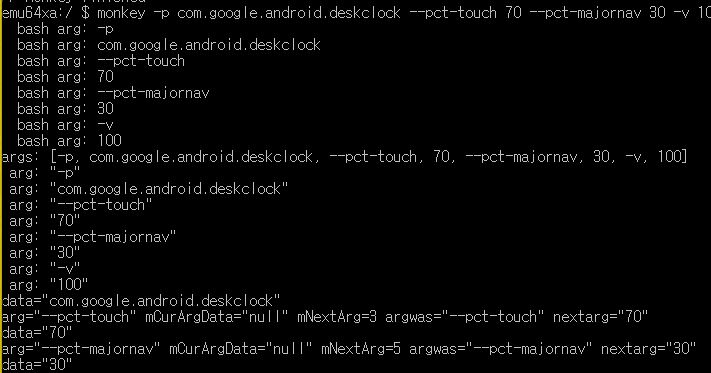 emu64xa:/ $ monkey -p com.google.android.deskclock --pct-touch 70 --pct-majornav 30 -v 10
bash arg: -p
bash arg: com.google.android.deskclock
bash arg: --pct-touch
bash arg: 70
bash arg: --pct-majornav
bash arg: 30
bash arg: -v
bash arg: 100
args: [-p, com.google.android.deskclock, --pct-touch, 70, --pct-majornav, 30, -v, 100]
arg: "-p"
arg: "com.google.android.deskclock"
arg: "--pct-touch"
arg: "70"
arg: "--pct-majornav"
arg: "30"
arg: "-v"
arg: "100"
data="com.google.android.deskclock"
arg="--pct-touch" mCurArgData="null" mNextArg=3 argwas="--pct-touch" nextarg="70"
data="70"
arg="--pct-majornav" mCurArgData="null" mNextArg=5 argwas="--pct-majornav" nextarg="30"
data="30"